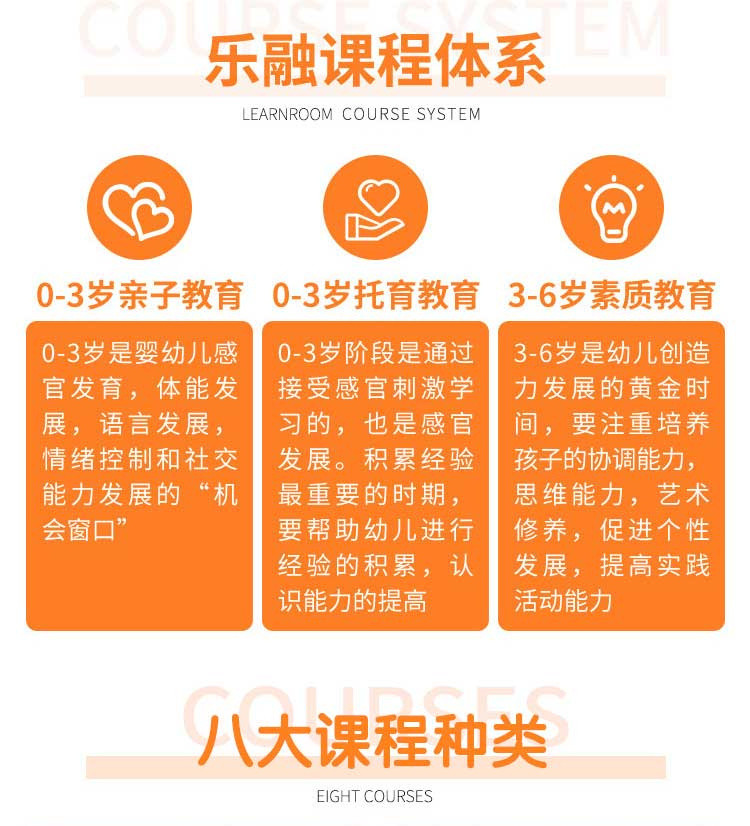 COURSE SYSTEM
乐融课程体系
LEARNROOM COURSE SYSTEM
0-3岁亲子教育
0-3岁是婴幼儿感
官发育，体能发
展，语言发展，
情绪控制和社交
能力发展的“机
会窗口”
0-3岁托育教育
0-3岁阶段是通过
接受感官刺激学
习的，也是感官
发展。积累经验
最重要的时期，
要帮助幼儿进行
经验的积累，认
识能力的提高
3-6岁素质教育
3-6岁是幼儿创造
力发展的黄金时
间，要注重培养
孩子的协调能力，
思维能力，艺术
修养，促进个性
发展，提高实践
活动能力
COURSES
八大课程种类
EIGHT COURSES